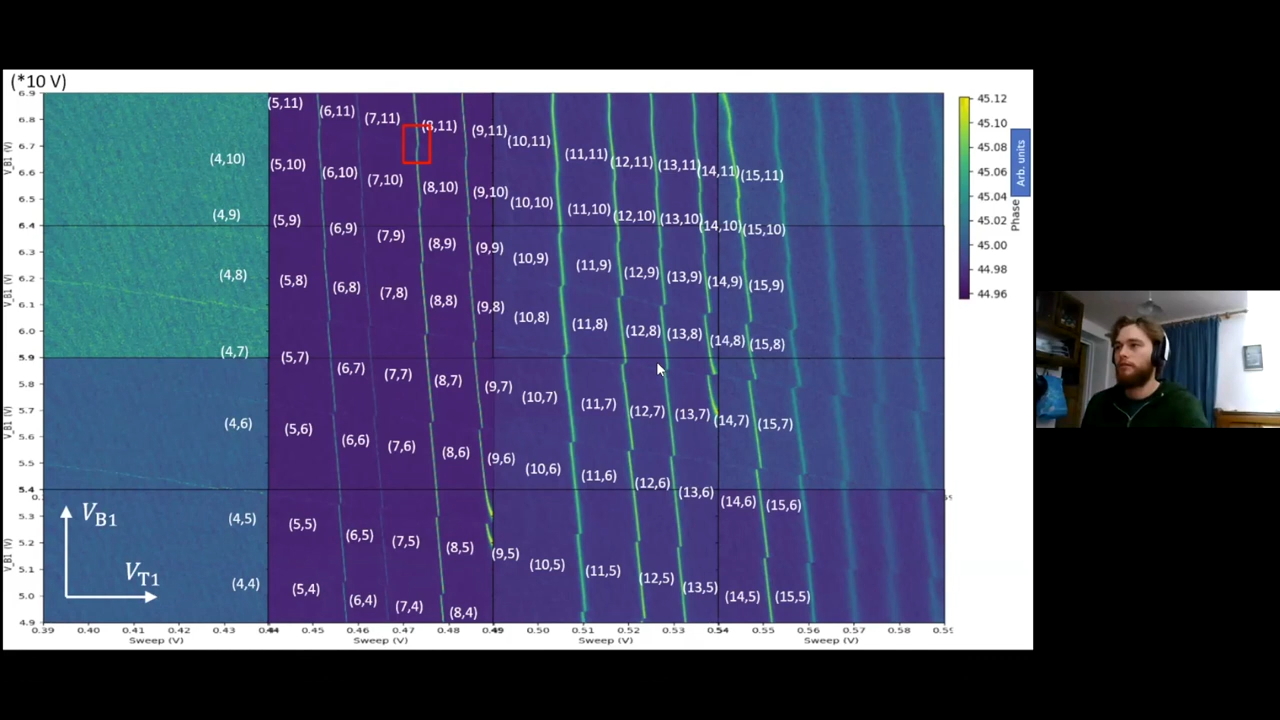 (*10 V)
6.9
6.8
6.7
6.6
6.5
6.4
6.3
6.2
6.1
6.0
5.9
5.8
5.7
5.6
5.5
5.4
5.3
5.2
5.1
5.0
4.9
V_B1 (V)
V_B1 (V)
V_B1 (V)
V_B1 (V)
(5,11) (6,11) (7,11) (8,11) (9,11) (10,11) (11,11) (12,11) (13,11) (14,11) (15,11)
(4,10) (5,10) (6,10) (7,10) (8,10) (9,10) (10,10) (11,10) (12,10) (13,10) (14,10) (15,10)
(4,9) (5,9) (6,9) (7,9) (8,9) (9,9) (10,9) (11,9) (12,9) (13,9) (14,9) (15,9)
(4,8) (5,8) (6,8) (7,8) (8,8) (9,8) (10,8) (11,8) (12,8) (13,8) (14,8) (15,8)
(4,7) (5,7) (6,7) (7,7) (8,7) (9,7) (10,7) (11,7) (12,7) (13,7) (14,7) (15,7)
(4,6) (5,6) (6,6) (7,6) (8,6) (9,6) (10,6) (11,6) (12,6) (13,6) (14,6) (15,6)
(4,5) (5,5) (6,5) (7,5) (8,5) (9,5) (10,5) (11,5) (12,5) (13,5) (14,5) (15,5)
(4,4) (5,4) (6,4) (7,4) (8,4)
V_B1
V_T1
0.39 0.40 0.41 0.42 0.43 0.45 0.46 0.47 0.48 0.49 0.50 0.51 0.52 0.53 0.54 0.55 0.56 0.57 0.58
Sweep (V) Sweep (V) Sweep (V) Sweep (V)
45.12
45.10
45.08
45.06
45.04
45.02
45.00
44.98
44.96
Phase
Arb. units